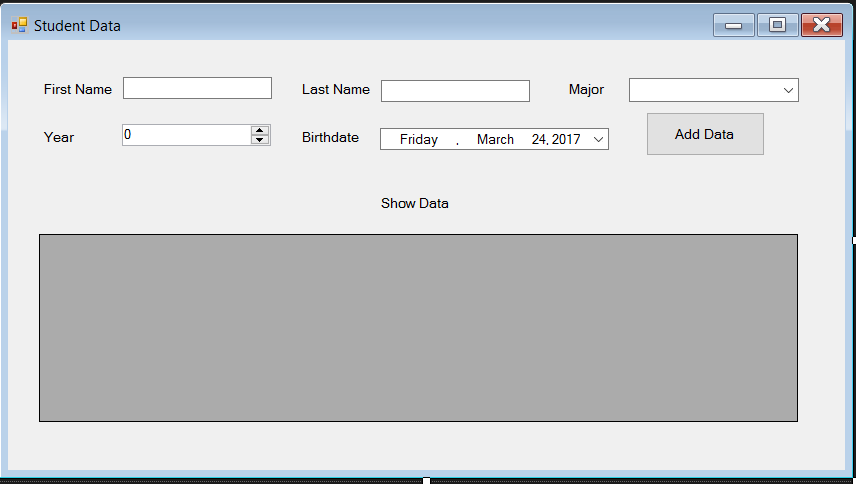 Student Data
First Name Last Name Major
Year 0 Birthdate Friday , March 24, 2017 Add Data
Show Data